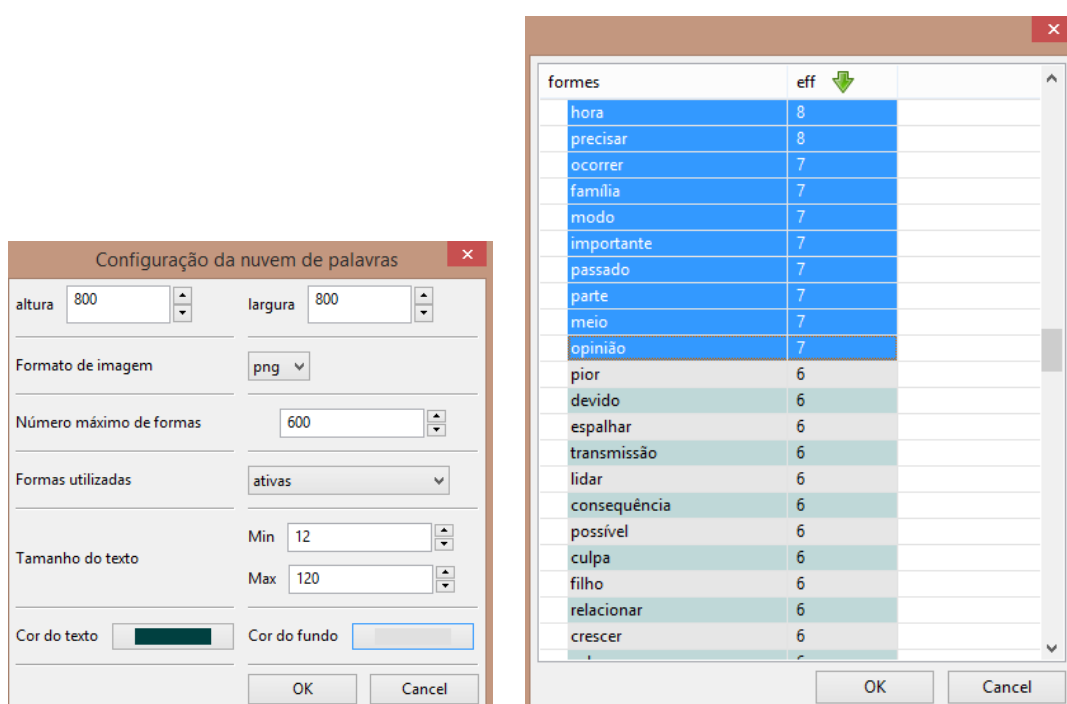 Configuração da nuvem de palavras
altura 800 largura 800
Formato de imagem png
Número máximo de formas 600
Formas utilizadas ativas
Tamanho do texto
Min 12
Max 120
Cor do texto Cor do fundo
OK Cancel
formes eff
hora 8
precisar 8
ocorrer 7
família 7
modo 7
importante 7
passado 7
parte 7
meio 7
opinião 7
pior 6
devido 6
espalhar 6
transmissão 6
lidar 6
consequência 6
possível 6
culpa 6
filho 6
relacionar 6
crescer 6
OK Cancel